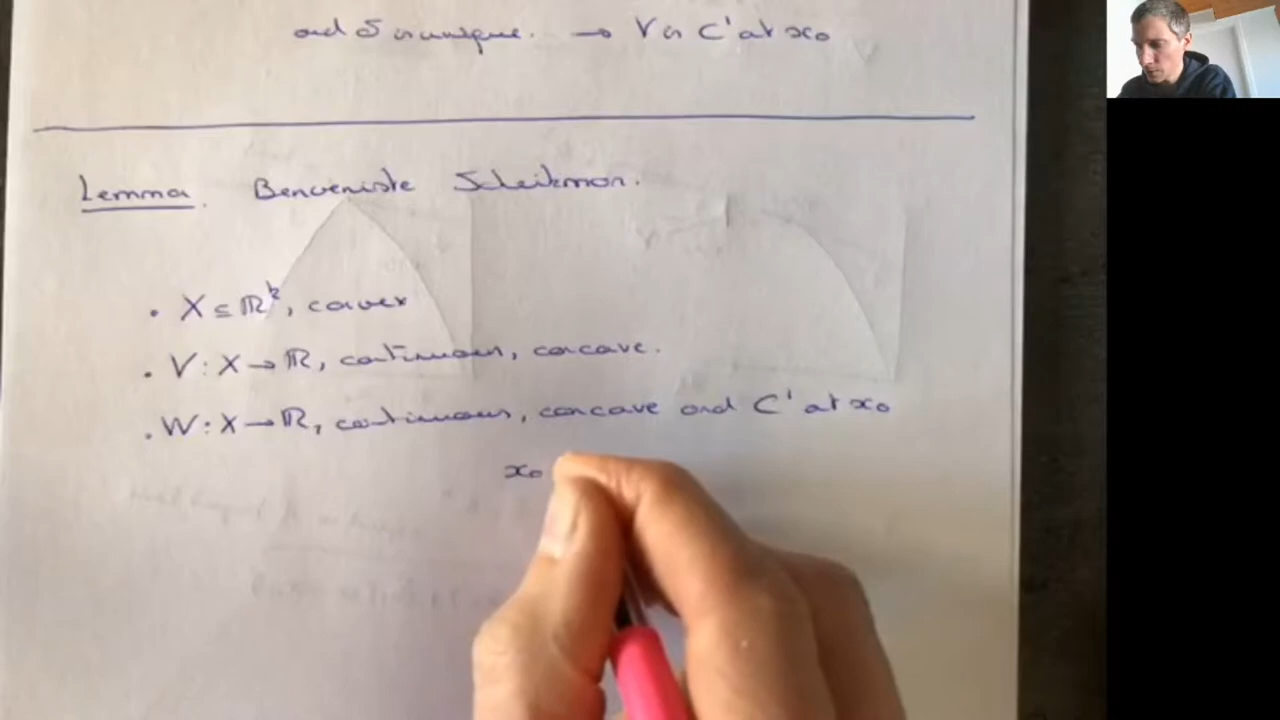 and S is unique. → V is C¹ at x₀
Lemma. Benveniste Scheikman.
• X ⊆ ℝᵏ, convex
• V : X → ℝ, continuous, concave.
• W : X → ℝ, continuous, concave and C¹ at x₀
x₀